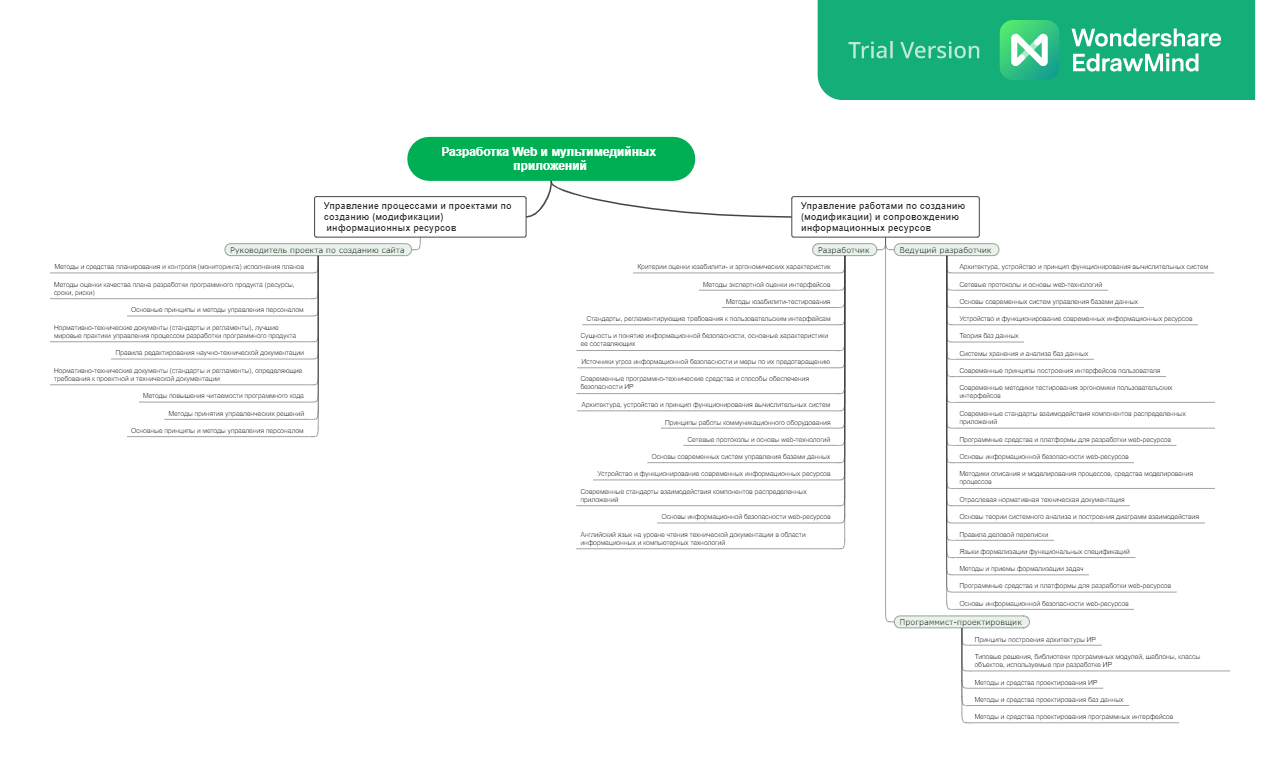 Trial Version
Wondershare
EdrawMind
Разработка Web и мультимедийных
приложений
Управление процессами и проектами по
созданию (модификации)
информационных ресурсов
Руководитель проекта по созданию сайта
Методы и средства планирования и контроля (мониторинга) исполнения планов
Методы оценки качества плана разработки программного продукта (ресурсы,
сроки, риски)
Основные принципы и методы управления персоналом
Нормативно-технические документы (стандарты и регламенты), лучшие
мировые практики управления процессом разработки программного продукта
Правила редактирования научно-технической документации
Нормативно-технические документы (стандарты и регламенты), определяющие
требования к проектной и технической документации
Методы повышения читаемости программного кода
Методы принятия управленческих решений
Основные принципы и методы управления персоналом
Управление работами по созданию
(модификации) и сопровождению
информационных ресурсов
Разработчик
Критерии оценки юзабилити- и эргономических характеристик
Методы экспертной оценки интерфейсов
Методы юзабилити-тестирования
Стандарты, регламентирующие требования к пользовательским интерфейсам
Сущность и понятие информационной безопасности, основные характеристики
ее составляющих
Источники угроз информационной безопасности и меры по их предотвращению
Современные программно-технические средства и способы обеспечения
безопасности ИР
Архитектура, устройство и принцип функционирования вычислительных систем
Принципы работы коммуникационного оборудования
Сетевые протоколы и основы web-технологий
Основы современных систем управления базами данных
Устройство и функционирование современных информационных ресурсов
Современные стандарты взаимодействия компонентов распределенных
приложений
Основы информационной безопасности web-ресурсов
Английский язык на уровне чтения технической документации в области
информационных и компьютерных технологий
Ведущий разработчик
Архитектура, устройство и принцип функционирования вычислительных систем
Сетевые протоколы и основы web-технологий
Основы современных систем управления базами данных
Устройство и функционирование современных информационных ресурсов
Теория баз данных
Системы хранения и анализа баз данных
Современные принципы построения интерфейсов пользователя
Современные методики тестирования эргономики пользовательских
интерфейсов
Современные стандарты взаимодействия компонентов распределенных
приложений
Программные средства и платформы для разработки web-ресурсов
Основы информационной безопасности web-ресурсов
Методики описания и моделирования процессов, средства моделирования
процессов
Отраслевая нормативная техническая документация
Основы теории системного анализа и построения диаграмм взаимодействия
Правила деловой переписки
Языки формализации функциональных спецификаций
Методы и приемы формализации задач
Программные средства и платформы для разработки web-ресурсов
Основы информационной безопасности web-ресурсов
Программист-проектировщик
Принципы построения архитектуры ИР
Типовые решения, библиотеки программных модулей, шаблоны, классы
объектов, используемые при разработке ИР
Методы и средства проектирования ИР
Методы и средства проектирования баз данных
Методы и средства проектирования программных интерфейсов